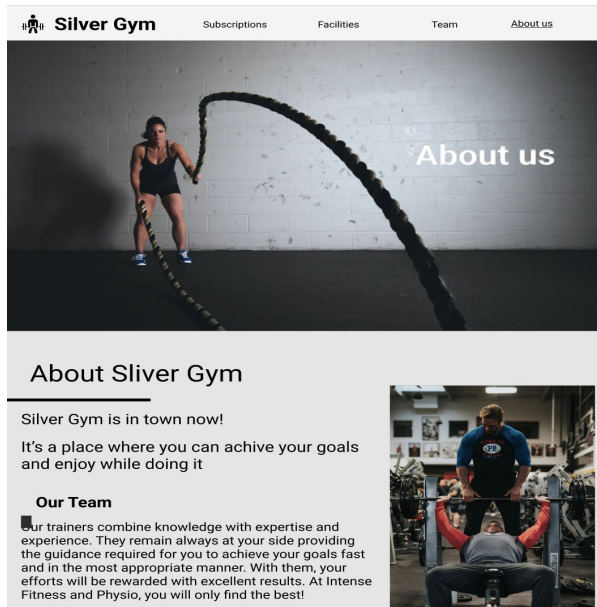 Silver Gym
Subscriptions
Facilities
Team
About us
About us
About Sliver Gym
Silver Gym is in town now!
It's a place where you can achive your goals
and enjoy while doing it
Our Team
Our trainers combine knowledge with expertise and
experience. They remain always at your side providing
the guidance required for you to achieve your goals fast
and in the most appropriate manner. With them, your
efforts will be rewarded with excellent results. At Intense
Fitness and Physio, you will only find the best!
PB